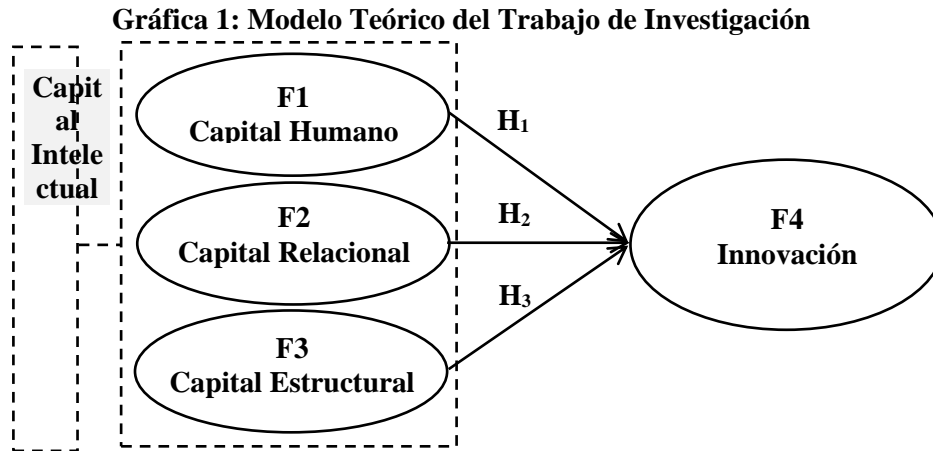 Gráfica 1: Modelo Teórico del Trabajo de Investigación
Capit
al
Intele
ctual
F1
Capital Humano
H₁
F2
Capital Relacional
H₂
F3
Capital Estructural
H₃
F4
Innovación